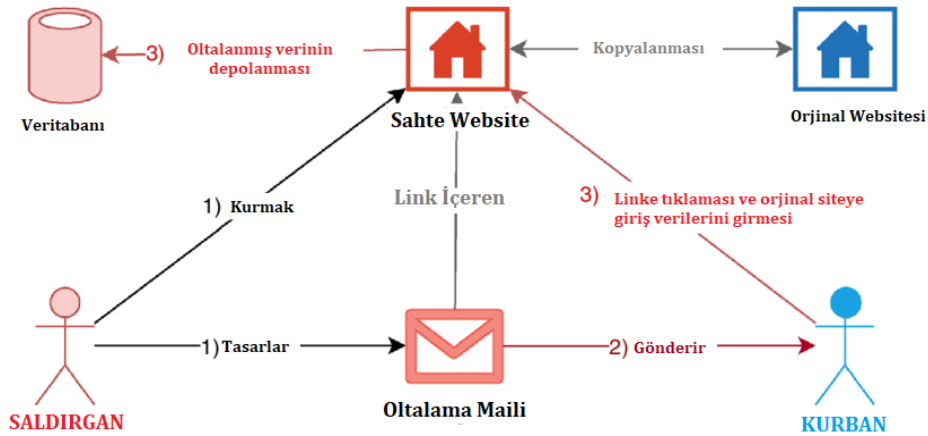 3)
Oltalanmış verinin
depolanması
Kopyalanması
Veritabanı
Sahte Website
Orjinal Websitesi
1) Kurmak
Link İçeren
3) Linke tıklaması ve orjinal siteye
giriş verilerini girmesi
1) Tasarlar
2) Gönderir
SALDIRGAN
Oltalama Maili
KURBAN